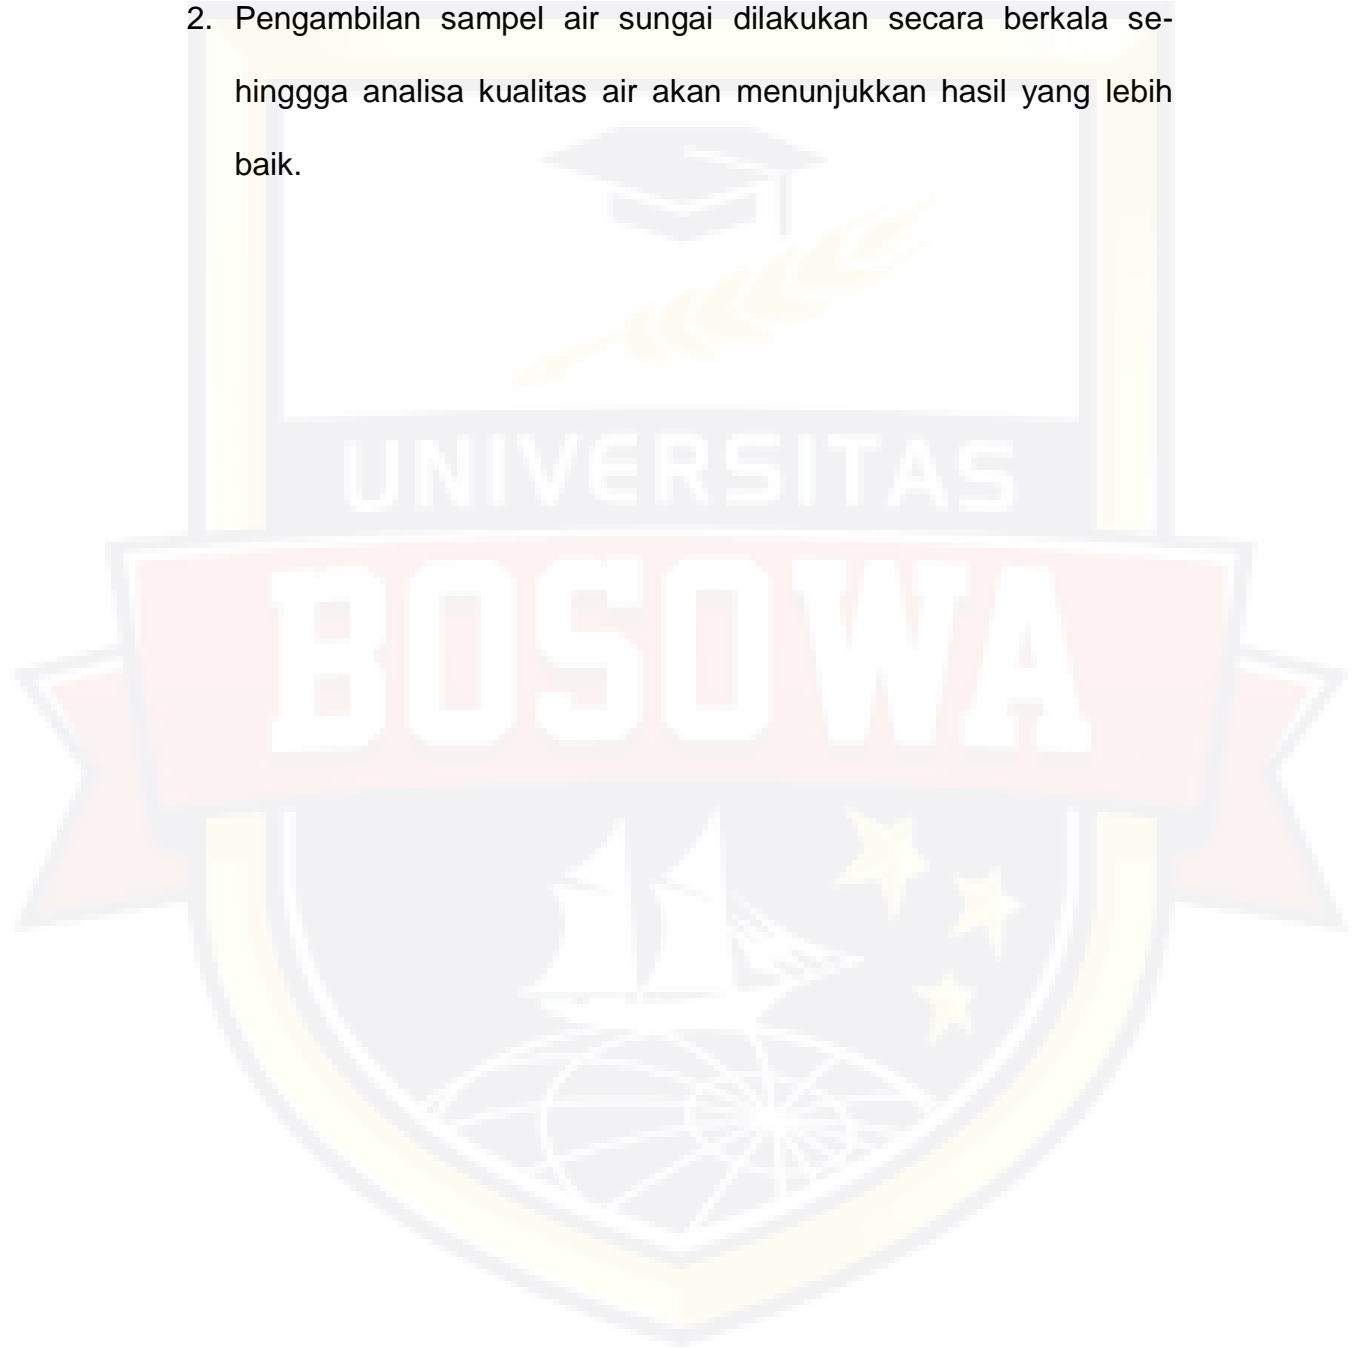 2. Pengambilan sampel air sungai dilakukan secara berkala se-
hinggga analisa kualitas air akan menunjukkan hasil yang lebih
baik.
UNIVERSITAS
BOSOWA